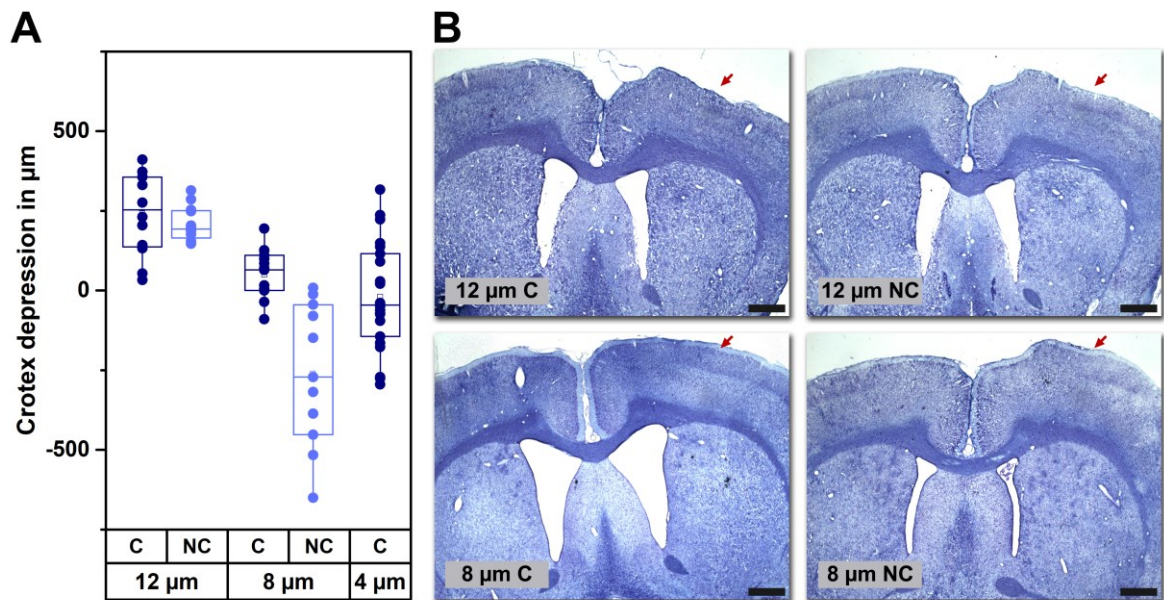 A
B
Crotex depression in µm
500
0
-500
C NC C NC C
12 µm 8 µm 4 µm
12 µm C
12 µm NC
8 µm C
8 µm NC